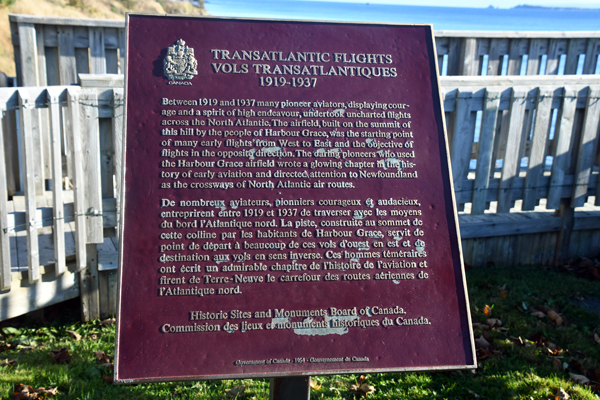 CANADA
TRANSATLANTIC FLIGHTS
VOLS TRANSATLANTIQUES
1919-1937
Between 1919 and 1937 many pioneer aviators, displaying cour-
age and a spirit of high endeavour, undertook uncharted flights
across the North Atlantic. The airfield, built on the summit of
this hill by the people of Harbour Grace, was the starting point
of many early flights from West to East and the objective of
flights in the opposite direction. The daring pioneers who used
the Harbour Grace airfield wrote a glowing chapter in the his-
tory of early aviation and directed attention to Newfoundland
as the crossways of North Atlantic air routes.
De nombreux aviateurs, pionniers courageux et audacieux,
entreprirent entre 1919 et 1937 de traverser avec les moyens
du bord l'Atlantique nord. La piste, construite au sommet de
cette colline par les habitants de Harbour Grace, servit de
point de départ à beaucoup de ces vols d'ouest en est et de
destination aux vols en sens inverse. Ces hommes téméraires
ont écrit un admirable chapitre de l'histoire de l'aviation et
firent de Terre-Neuve le carrefour des routes aériennes de
l'Atlantique nord.
Historic Sites and Monuments Board of Canada.
Commission des lieux et monuments historiques du Canada.
Government of Canada - 1954 - Gouvernement du Canada